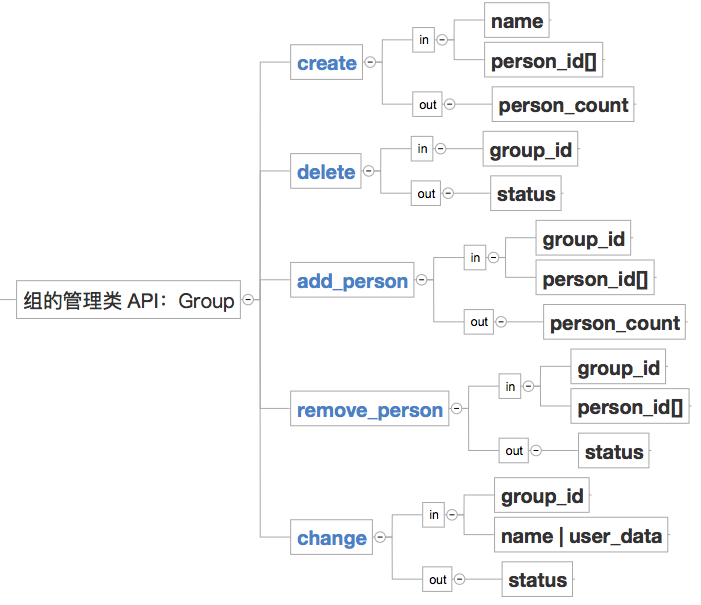 组的管理类 API：Group
create
in
name
person_id[]
out
person_count
delete
in
group_id
out
status
add_person
in
group_id
person_id[]
out
person_count
remove_person
in
group_id
person_id[]
out
status
change
in
group_id
name | user_data
out
status